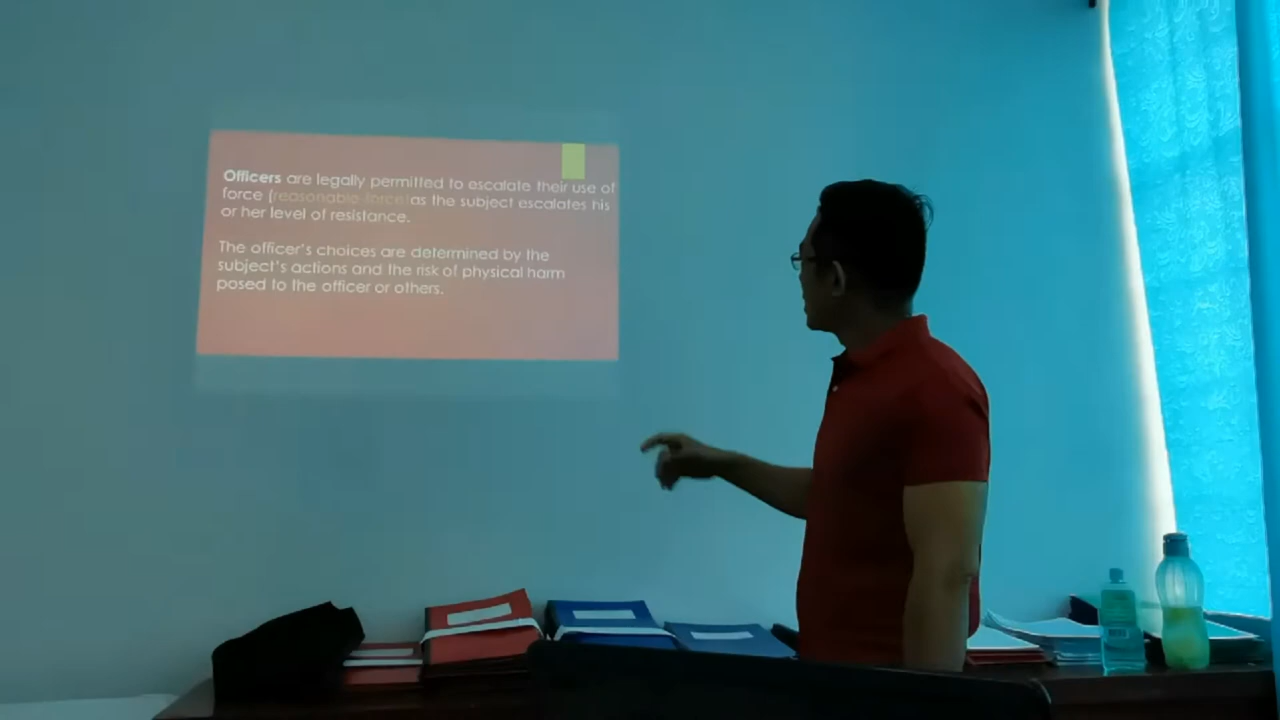 Officers are legally permitted to escalate their use of
force (reasonable force)as the subject escalates his
or her level of resistance.
The officer's choices are determined by the
subject's actions and the risk of physical harm
posed to the officer or others.